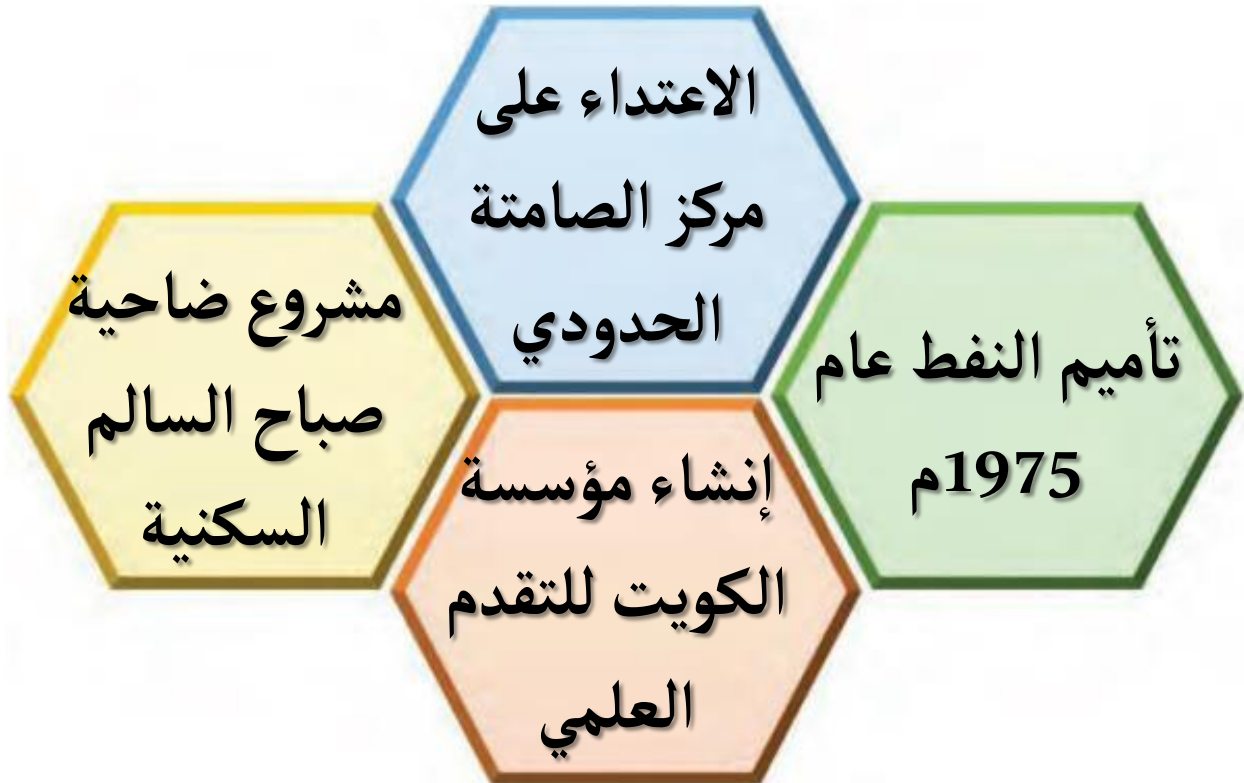 الاعتداء على
مركز الصامتة
الحدودي
تأميم النفط عام
1975م
مشروع ضاحية
صباح السالم
السكنية
إنشاء مؤسسة
الكويت للتقدم
العلمي